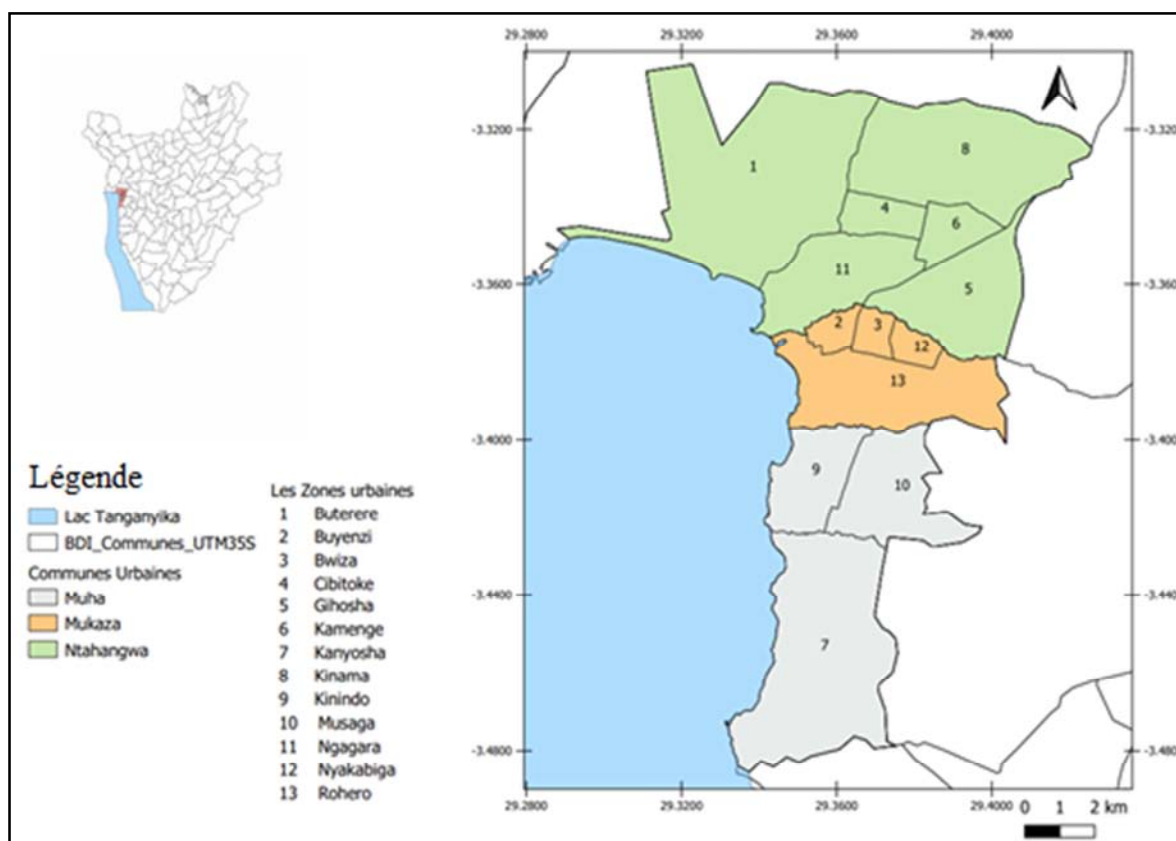 29.2800 29.3200 29.3600 29.4000
-3.3200 -3.3200
8
1
4
6
11
-3.3600 -3.3600
5
2 3
12
13
-3.4000 -3.4000
9
10
-3.4400 -3.4400
7
-3.4800 -3.4800
29.2800 29.3200 29.3600 29.4000
0 1 2 km
Légende
Lac Tanganyika
BDI_Communes_UTM35S
Communes Urbaines
Muha
Mukaza
Ntahangwa
Les Zones urbaines
1 Buterere
2 Buyenzi
3 Bwiza
4 Cibitoke
5 Gihosha
6 Kamenge
7 Kanyosha
8 Kinama
9 Kinindo
10 Musaga
11 Ngagara
12 Nyakabiga
13 Rohero